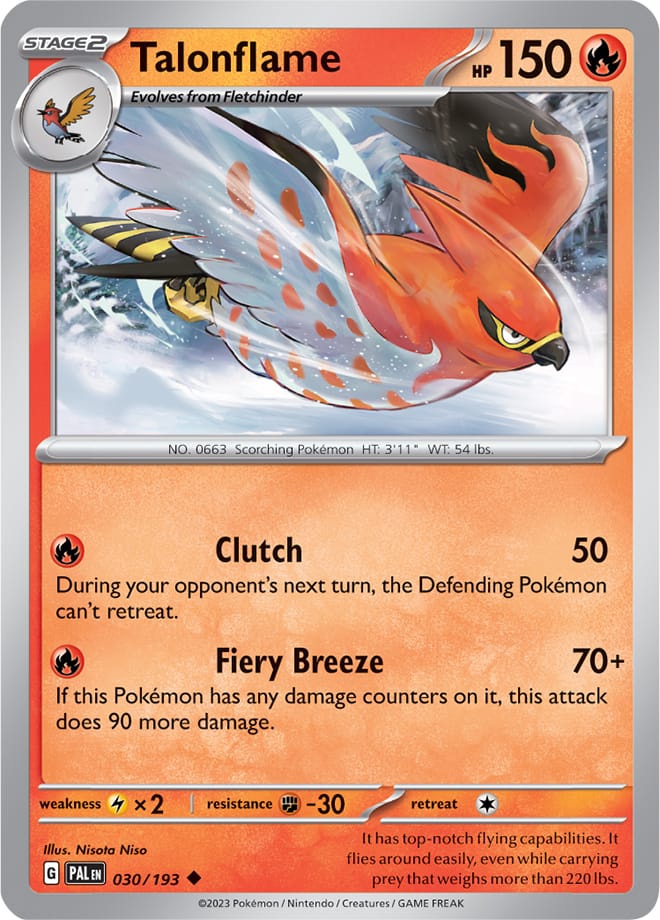 STAGE2
Talonflame
HP 150
Evolves from Fletchinder
NO. 0663 Scorching Pokémon HT: 3'11" WT: 54 lbs.
Clutch 50
During your opponent's next turn, the Defending Pokémon
can't retreat.
Fiery Breeze 70+
If this Pokémon has any damage counters on it, this attack
does 90 more damage.
weakness ×2 resistance -30 retreat
Illus. Nisota Niso
It has top-notch flying capabilities. It
flies around easily, even while carrying
prey that weighs more than 220 lbs.
G PAL EN 030/193
©2023 Pokémon / Nintendo / Creatures / GAME FREAK